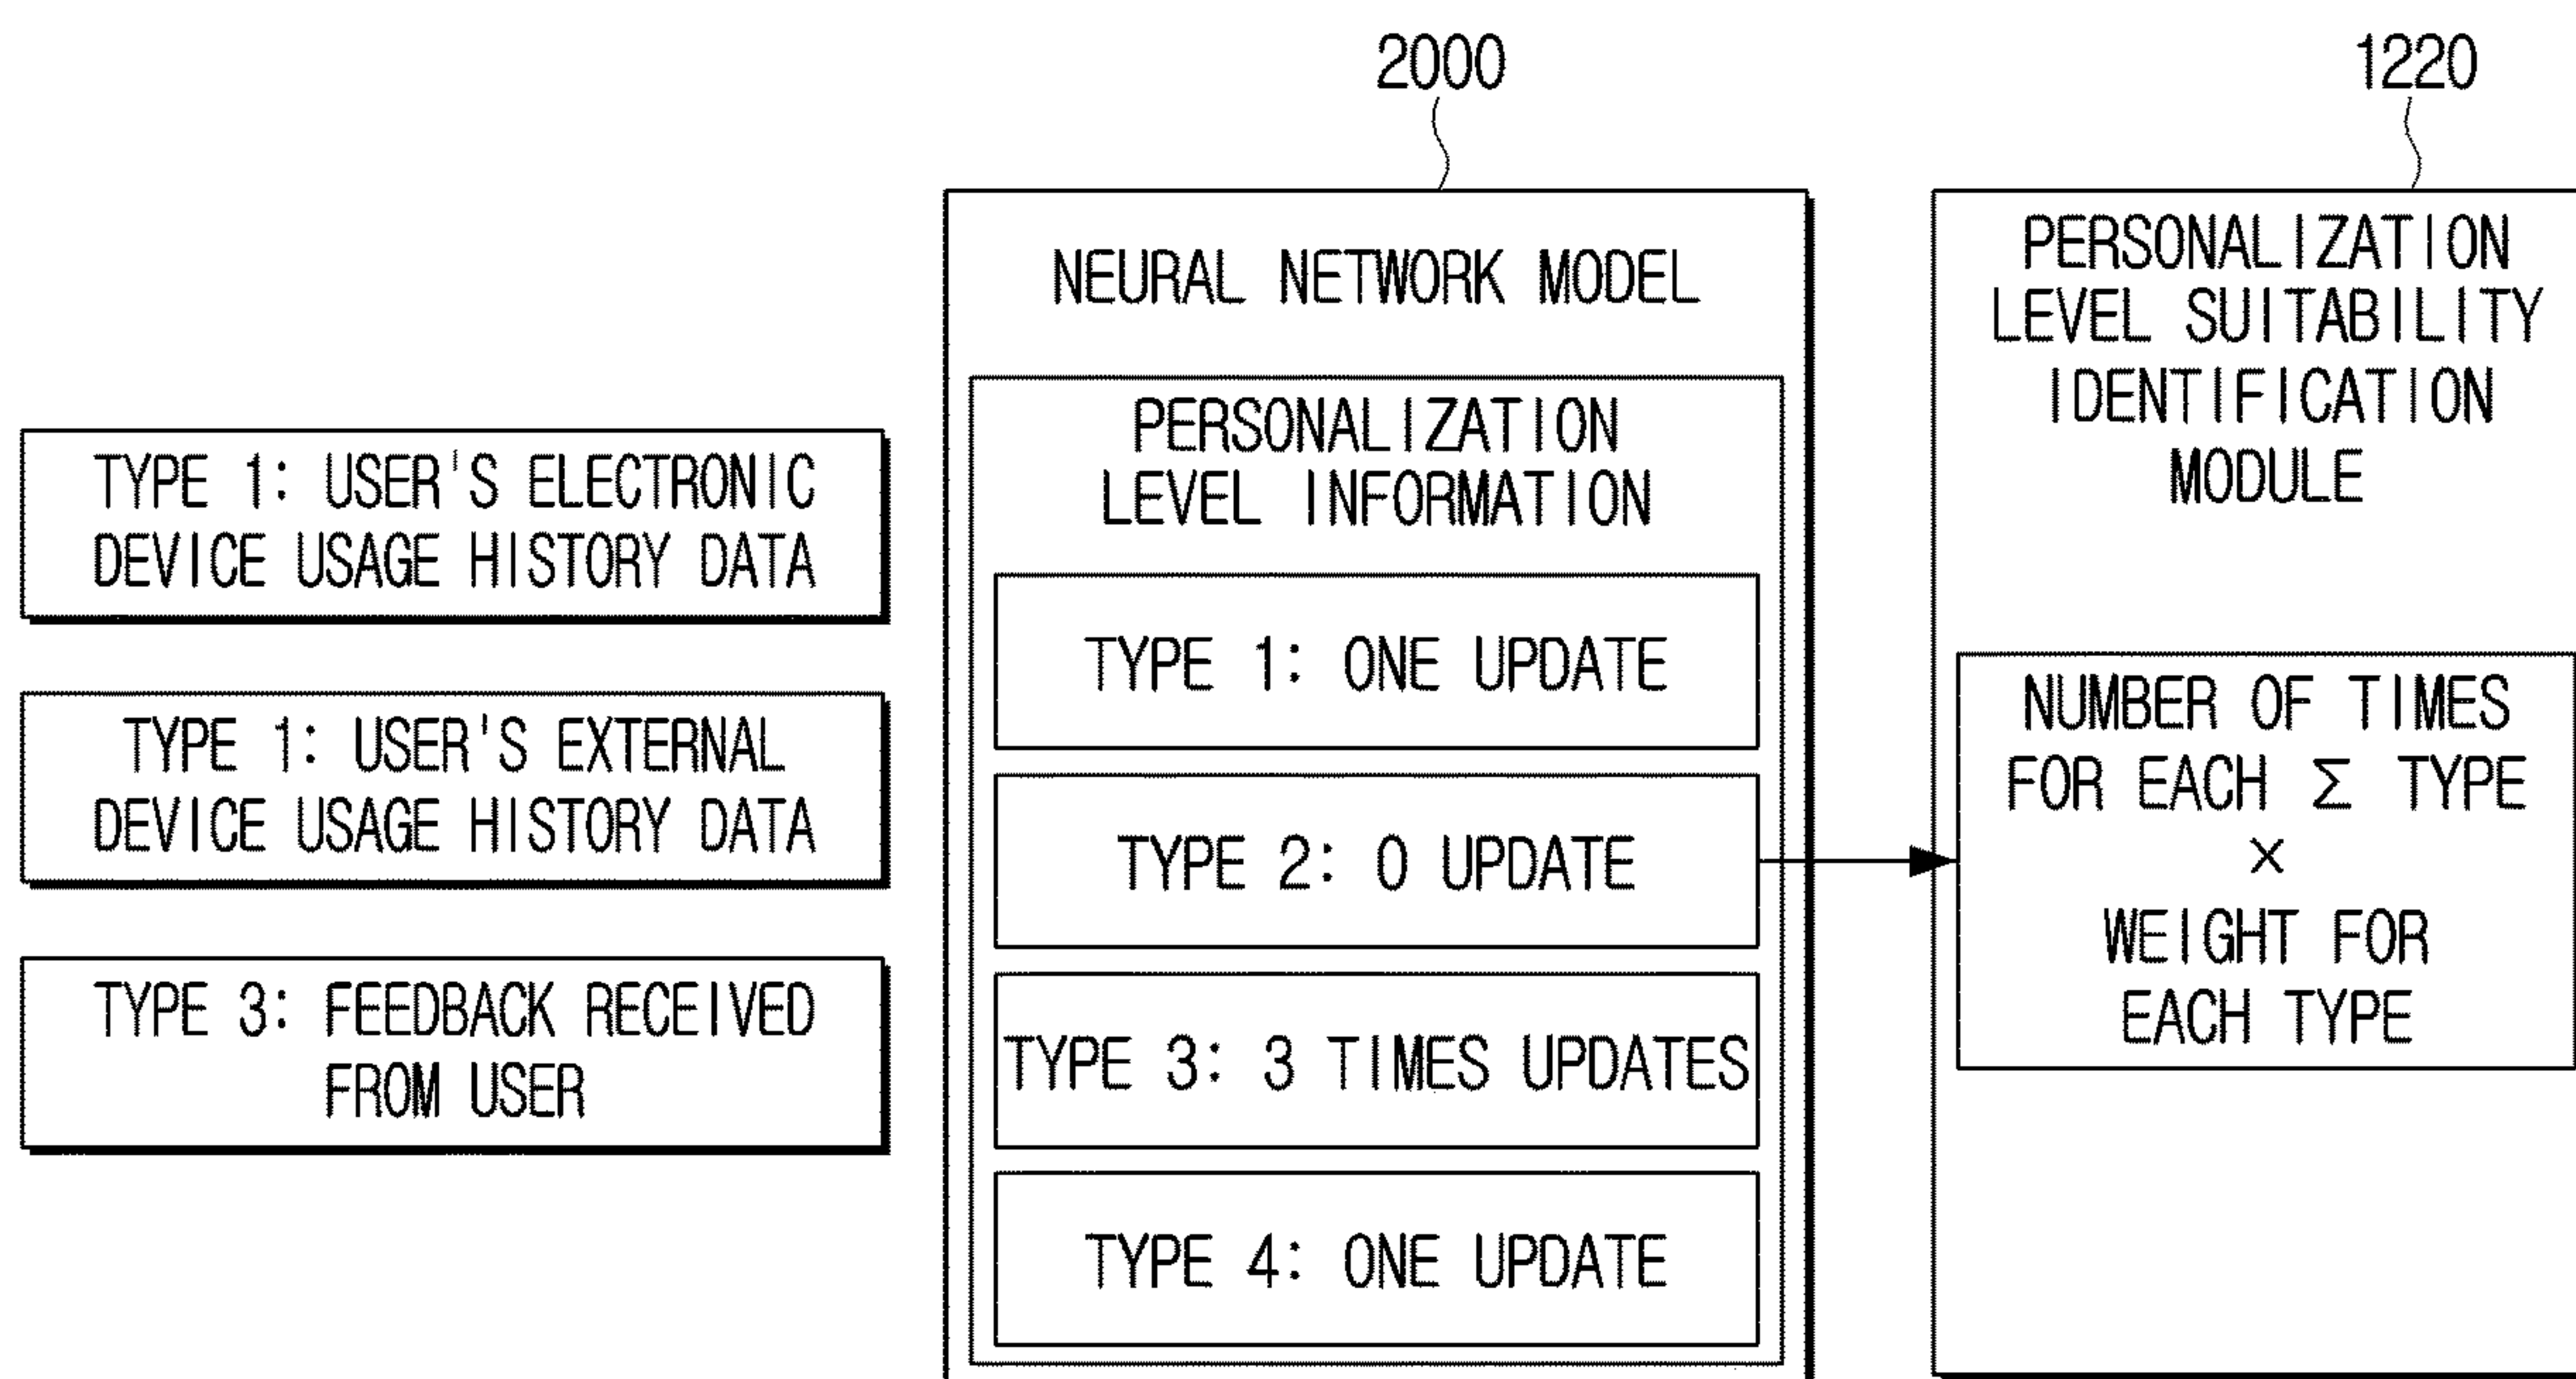 2000
1220
TYPE 1: USER'S ELECTRONIC
DEVICE USAGE HISTORY DATA
TYPE 1: USER'S EXTERNAL
DEVICE USAGE HISTORY DATA
TYPE 3: FEEDBACK RECEIVED
FROM USER
NEURAL NETWORK MODEL
PERSONALIZATION
LEVEL INFORMATION
TYPE 1: ONE UPDATE
TYPE 2: 0 UPDATE
TYPE 3: 3 TIMES UPDATES
TYPE 4: ONE UPDATE
PERSONALIZATION
LEVEL SUITABILITY
IDENTIFICATION
MODULE
NUMBER OF TIMES
FOR EACH Σ TYPE
×
WEIGHT FOR
EACH TYPE